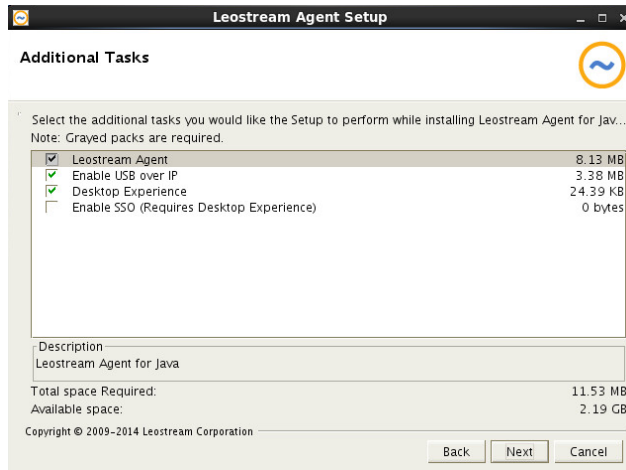 Leostream Agent Setup
Additional Tasks
Select the additional tasks you would like the Setup to perform while installing Leostream Agent for Jav...
Note: Grayed packs are required.
Leostream Agent 8.13 MB
Enable USB over IP 3.38 MB
Desktop Experience 24.39 KB
Enable SSO (Requires Desktop Experience) 0 bytes
Description
Leostream Agent for Java
Total space Required: 11.53 MB
Available space: 2.19 GB
Copyright © 2009-2014 Leostream Corporation
Back Next Cancel